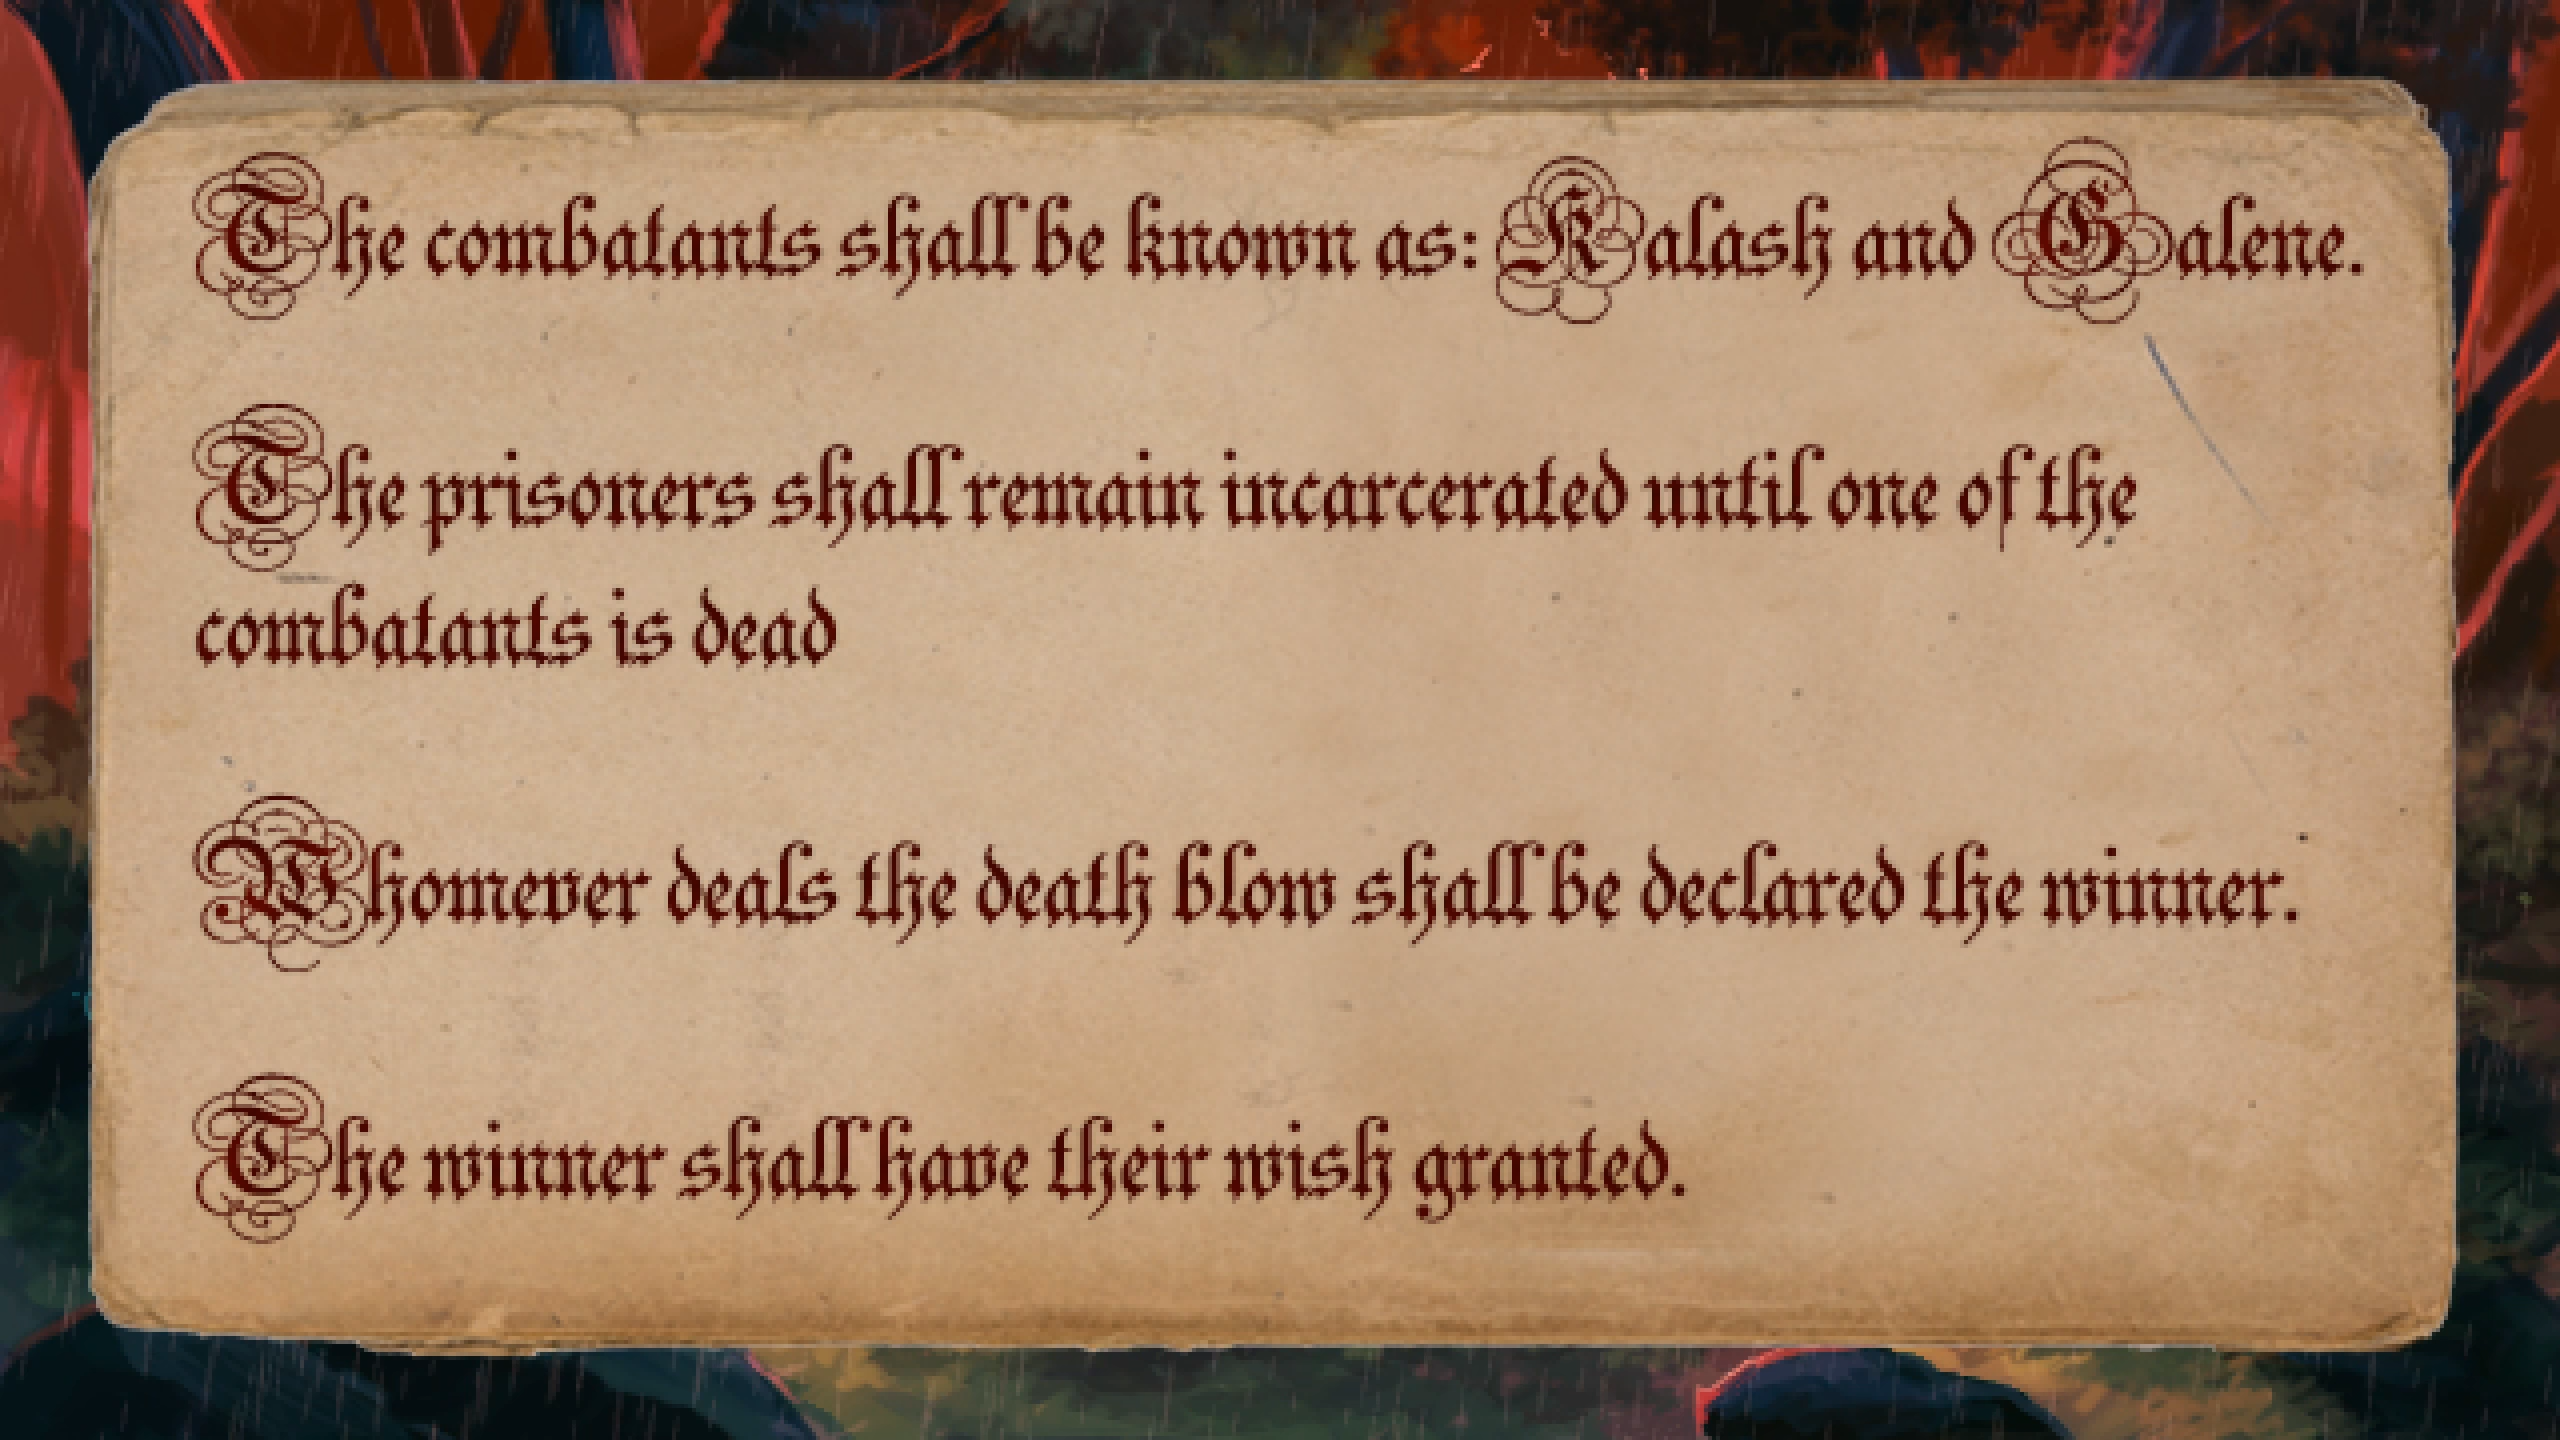 The combatants shall be known as: Kalash and Galene.
The prisoners shall remain incarcerated until one of the
combatants is dead
Whomever deals the death blow shall be declared the winner.
The winner shall have their wish granted.